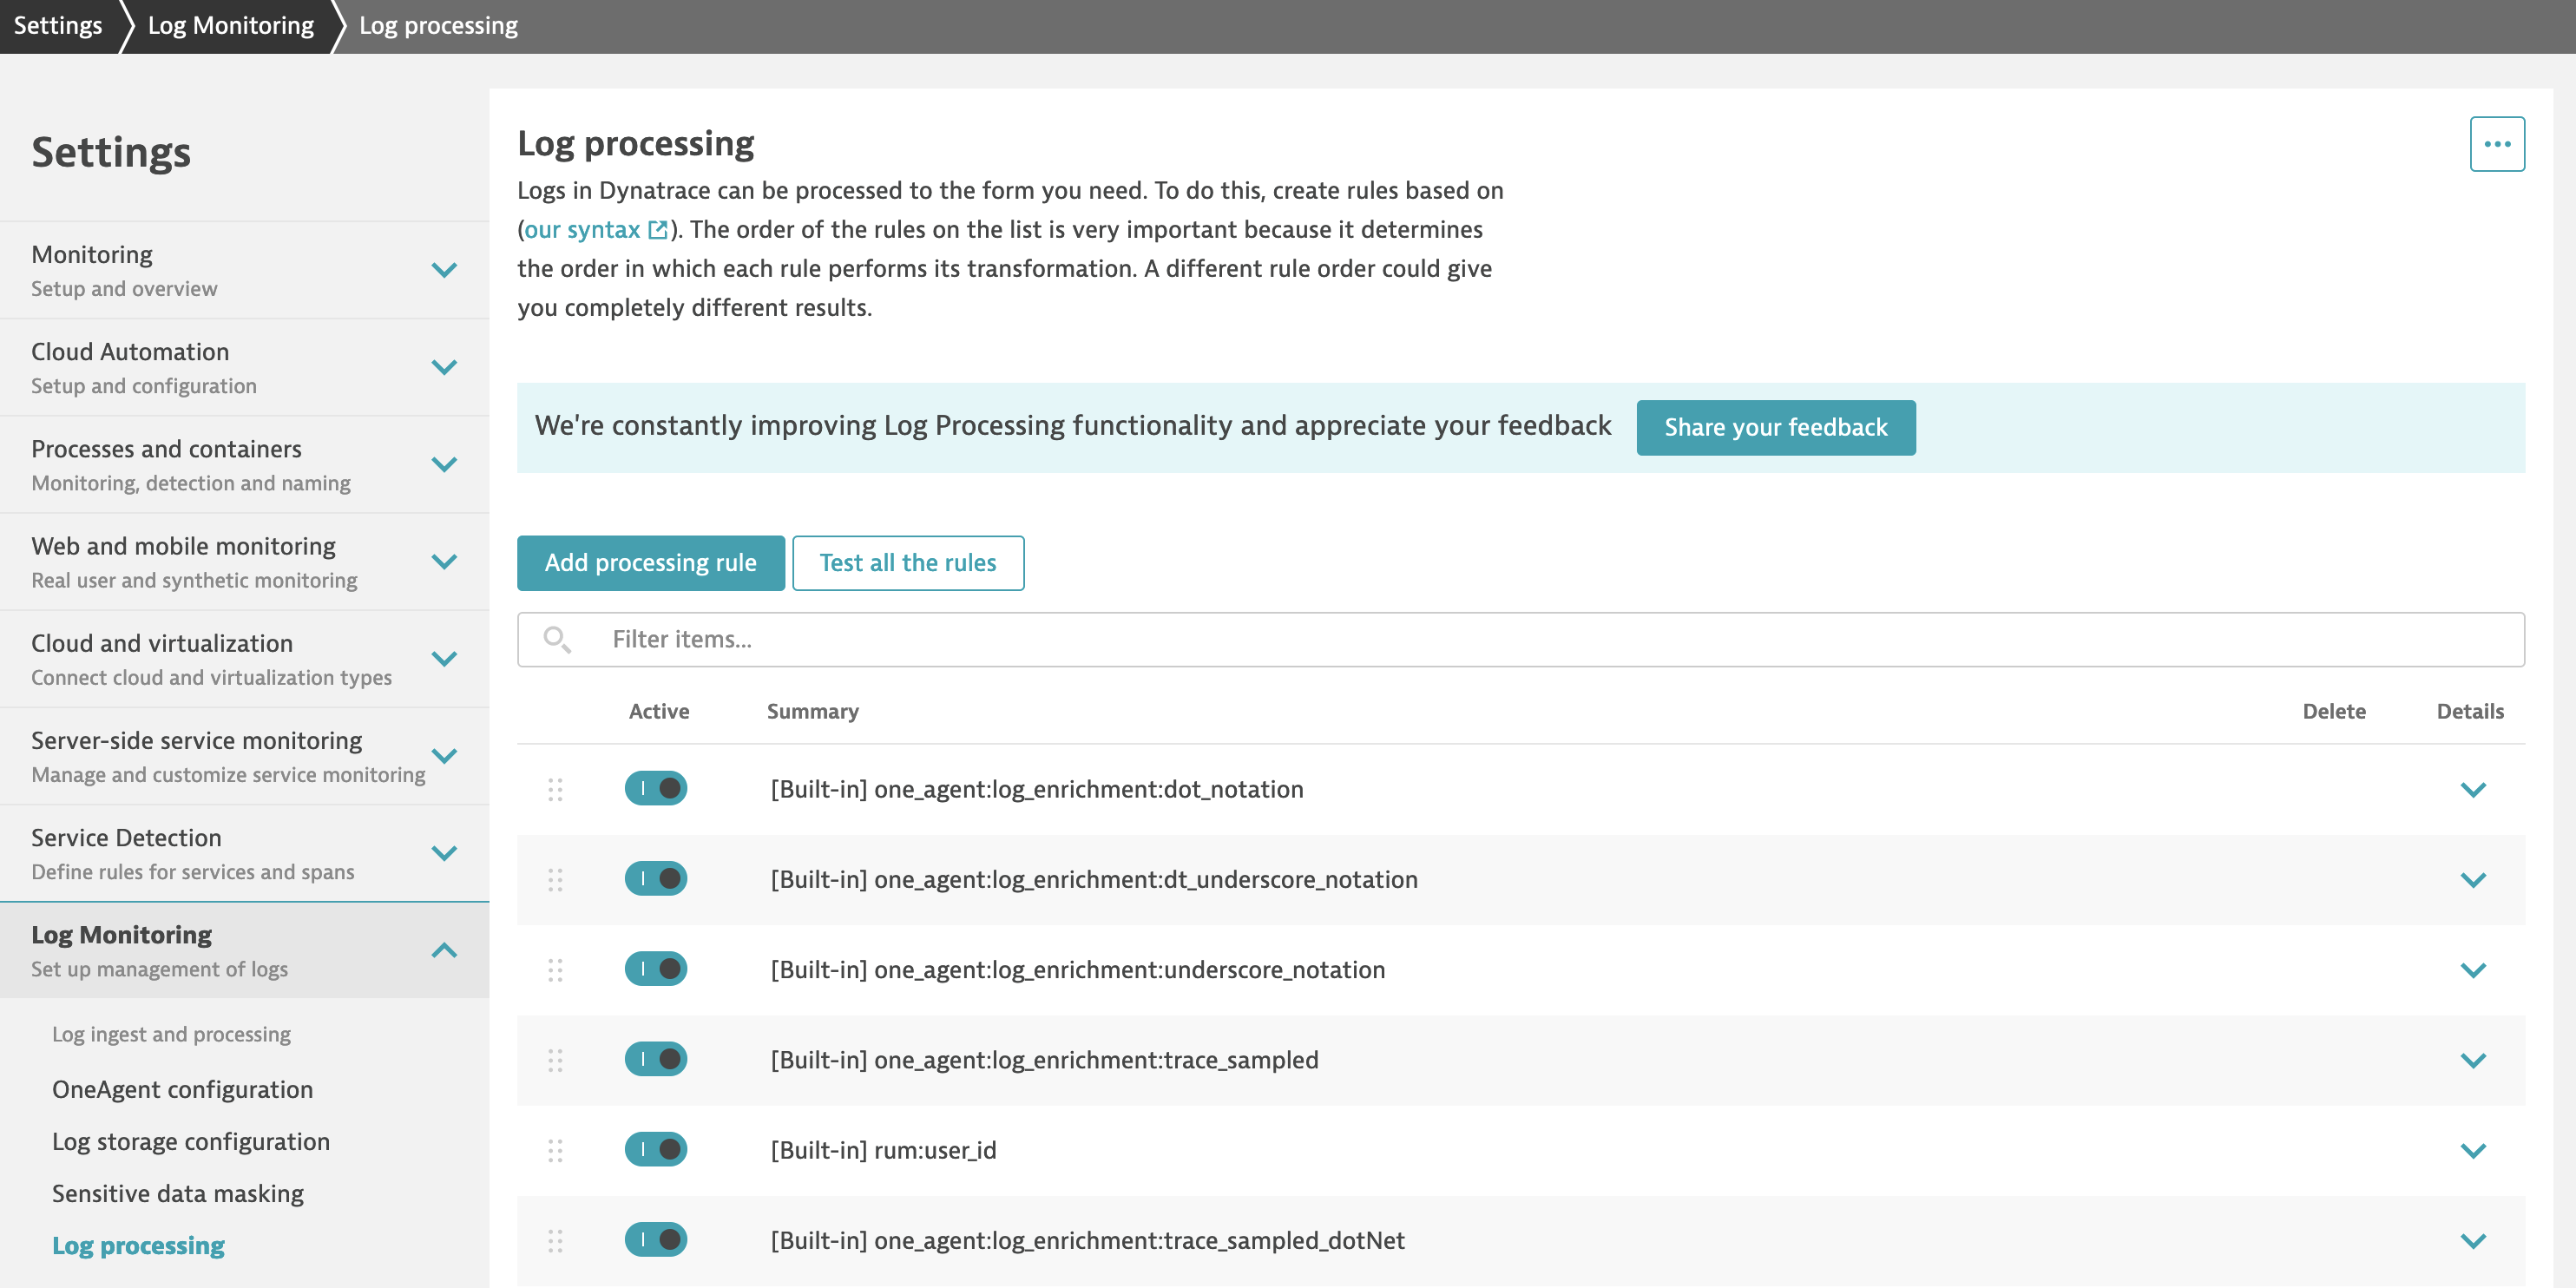 Settings
Log Monitoring
Log processing
Settings
Monitoring
Setup and overview
Cloud Automation
Setup and configuration
Processes and containers
Monitoring, detection and naming
Web and mobile monitoring
Real user and synthetic monitoring
Cloud and virtualization
Connect cloud and virtualization types
Server-side service monitoring
Manage and customize service monitoring
Service Detection
Define rules for services and spans
Log Monitoring
Set up management of logs
Log ingest and processing
OneAgent configuration
Log storage configuration
Sensitive data masking
Log processing
Log processing
Logs in Dynatrace can be processed to the form you need. To do this, create rules based on
(our syntax). The order of the rules on the list is very important because it determines
the order in which each rule performs its transformation. A different rule order could give
you completely different results.
We're constantly improving Log Processing functionality and appreciate your feedback
Share your feedback
Add processing rule
Test all the rules
Filter items...
Active Summary Delete Details
[Built-in] one_agent:log_enrichment:dot_notation
[Built-in] one_agent:log_enrichment:dt_underscore_notation
[Built-in] one_agent:log_enrichment:underscore_notation
[Built-in] one_agent:log_enrichment:trace_sampled
[Built-in] rum:user_id
[Built-in] one_agent:log_enrichment:trace_sampled_dotNet